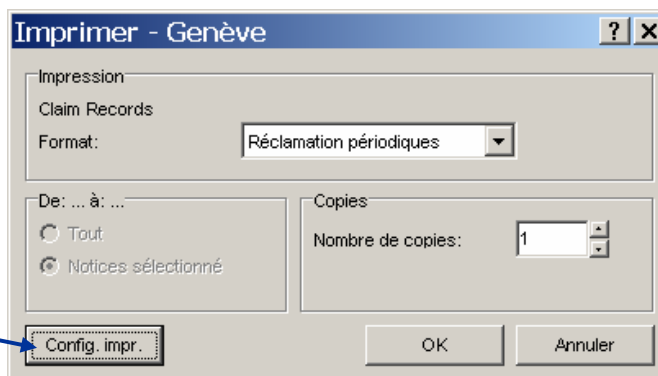 Imprimer - Genève
Impression
Claim Records
Format: Réclamation périodiques
De: ... à: ...
Tout
Notices sélectionné
Copies
Nombre de copies: 1
Config. impr.
OK
Annuler